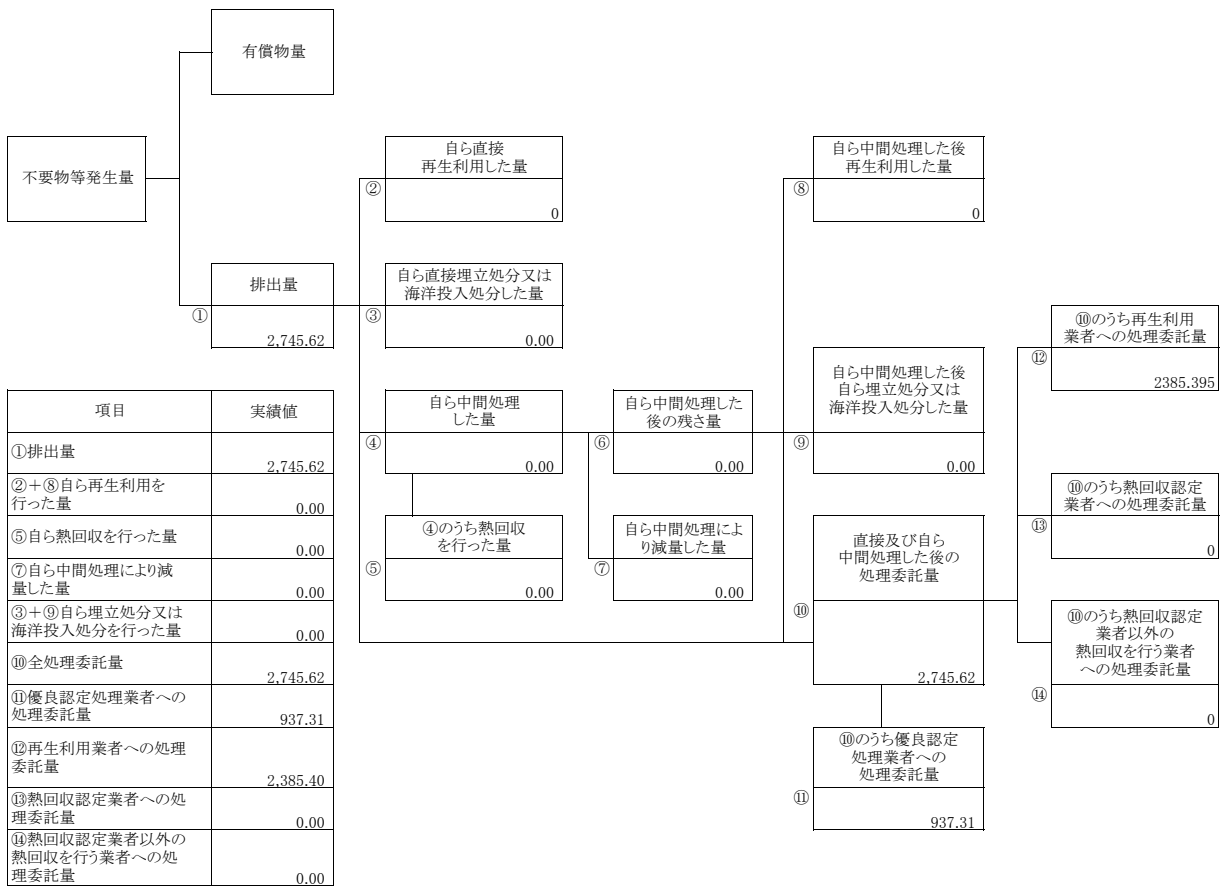 有償物量
不要物等発生量
自ら直接
再生利用した量
②
0
自ら中間処理した後
再生利用した量
⑧
0
排出量
①
2,745.62
自ら直接埋立処分又は
海洋投入処分した量
③
0.00
⑩のうち再生利用
業者への処理委託量
⑫
2385.395
自ら中間処理
した量
④
0.00
自ら中間処理した
後の残さ量
⑥
0.00
自ら中間処理した後
自ら埋立処分又は
海洋投入処分した量
⑨
0.00
⑩のうち熱回収認定
業者への処理委託量
⑬
0
④のうち熱回収
を行った量
⑤
0.00
自ら中間処理によ
り減量した量
⑦
0.00
直接及び自ら
中間処理した後の
処理委託量
⑩
2,745.62
⑩のうち熱回収認定
業者以外の
熱回収を行う業者
への処理委託量
⑭
0
⑩のうち優良認定
処理業者への
処理委託量
⑪
937.31
項目 実績値
①排出量
2,745.62
②+⑧自ら再生利用を
行った量
0.00
⑤自ら熱回収を行った量
0.00
⑦自ら中間処理により減
量した量
0.00
③+⑨自ら埋立処分又は
海洋投入処分を行った量
0.00
⑩全処理委託量
2,745.62
⑪優良認定処理業者への
処理委託量
937.31
⑫再生利用業者への処理
委託量
2,385.40
⑬熱回収認定業者への処
理委託量
0.00
⑭熱回収認定業者以外の
熱回収を行う業者への処
理委託量
0.00